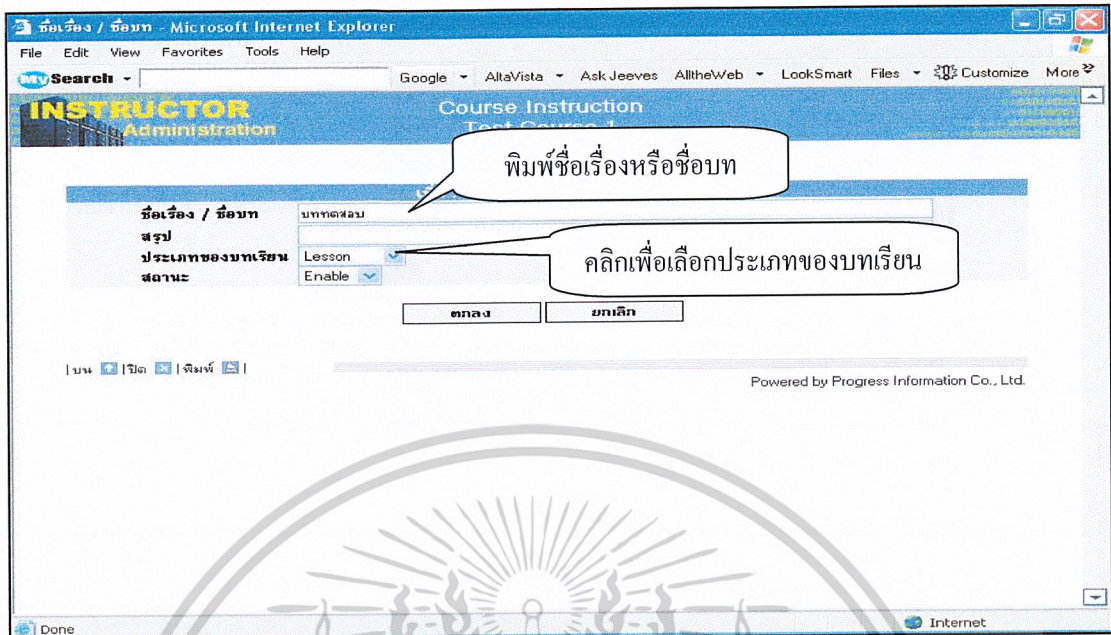 ชื่อเรื่อง / ชื่อบท - Microsoft Internet Explorer
File Edit View Favorites Tools Help
My Search Google AltaVista Ask Jeeves AlltheWeb LookSmart Files Customize More
INSTRUCTOR
Administration
Course Instruction
Test Course 1
พิมพ์ชื่อเรื่องหรือชื่อบท
ชื่อเรื่อง / ชื่อบท บททดสอบ
สรุป
ประเภทของบทเรียน Lesson
คลิกเพื่อเลือกประเภทของบทเรียน
สถานะ Enable
ตกลง ยกเลิก
|บน |ปิด |พิมพ์ |
Powered by Progress Information Co., Ltd.
Done Internet